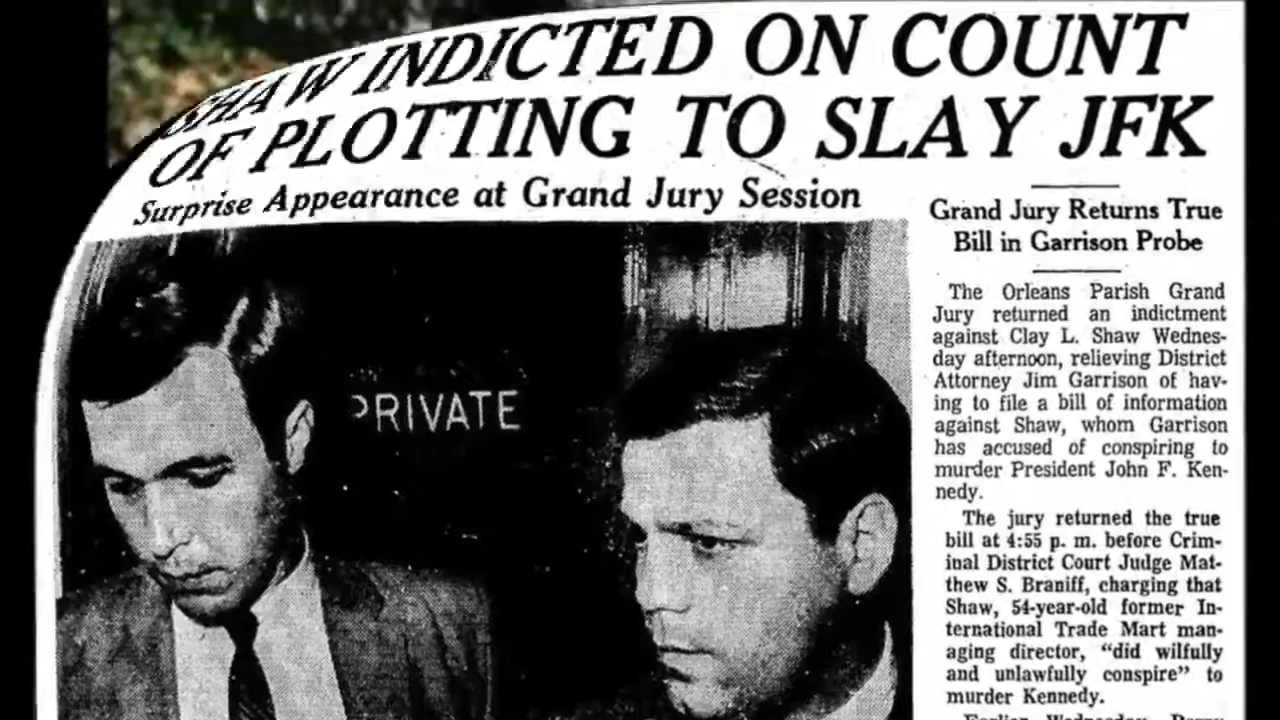 SHAW INDICTED ON COUNT
OF PLOTTING TO SLAY JFK
Surprise Appearance at Grand Jury Session
PRIVATE
Grand Jury Returns True
Bill in Garrison Probe
The Orleans Parish Grand
Jury returned an indictment
against Clay L. Shaw Wednes-
day afternoon, relieving District
Attorney Jim Garrison of hav-
ing to file a bill of information
against Shaw, whom Garrison
has accused of conspiring to
murder President John F. Ken-
nedy.
The jury returned the true
bill at 4:55 p. m. before Crim-
inal District Court Judge Mat-
thew S. Braniff, charging that
Shaw, 54-year-old former In-
ternational Trade Mart man-
aging director, "did wilfully
and unlawfully conspire" to
murder Kennedy.
Earlier Wednesday, Perry